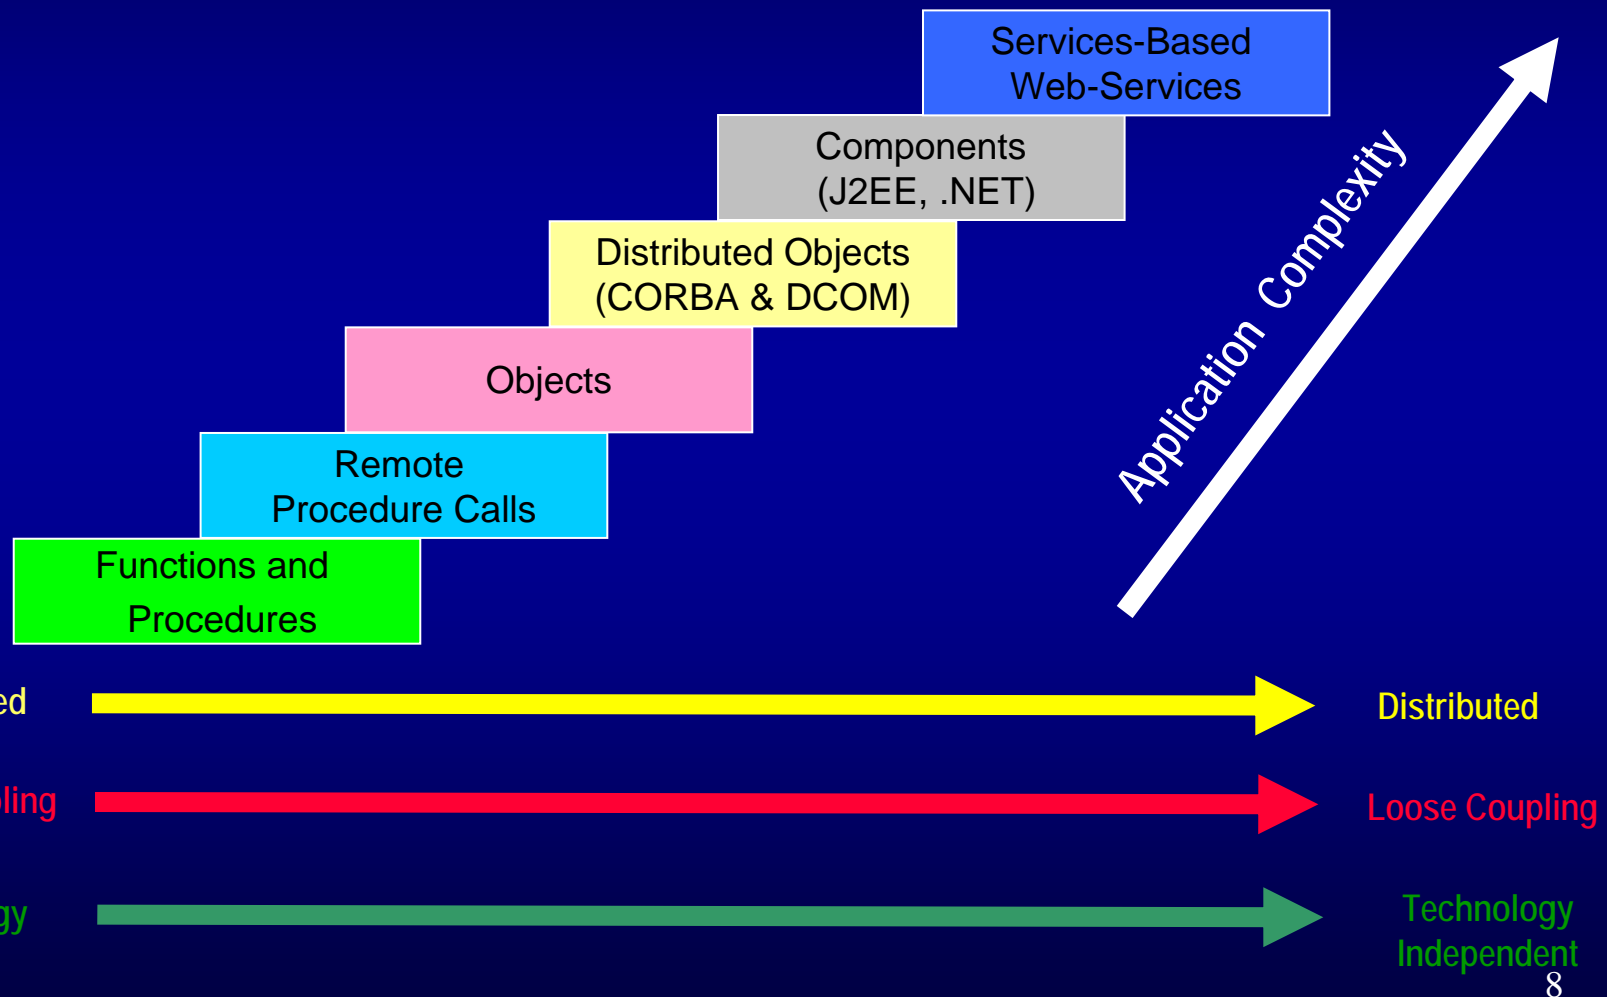 Services-Based
Web-Services
Components
(J2EE, .NET)
Distributed Objects
(CORBA & DCOM)
Objects
Remote
Procedure Calls
Functions and
Procedures
Application Complexity
Distributed
Loose Coupling
Technology
Independent
8